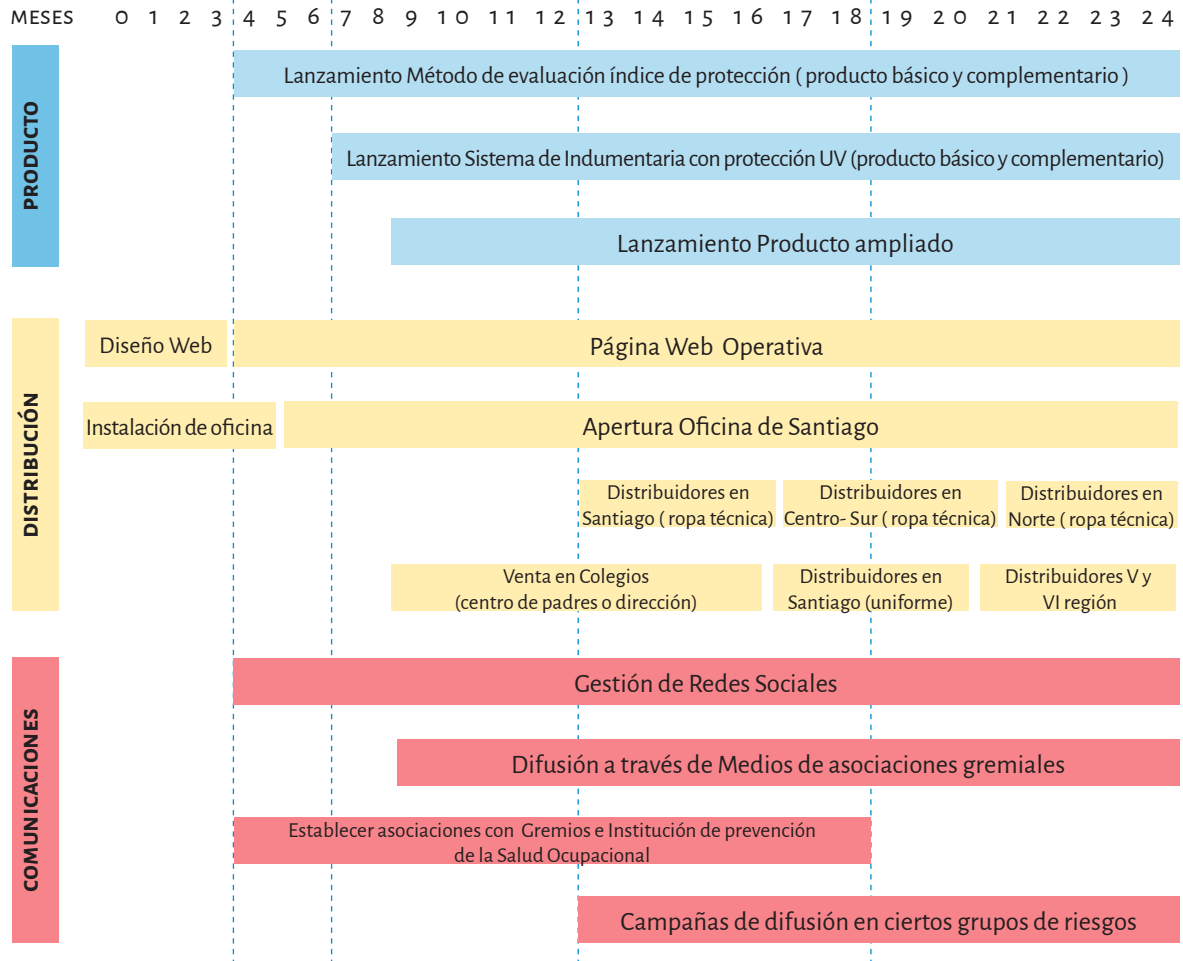 MESES 0 1 2 3 4 5 6 7 8 9 10 11 12 13 14 15 16 17 18 19 20 21 22 23 24
PRODUCTO
Lanzamiento Método de evaluación índice de protección ( producto básico y complementario )
Lanzamiento Sistema de Indumentaria con protección UV (producto básico y complementario)
Lanzamiento Producto ampliado
DISTRIBUCIÓN
Diseño Web
Página Web Operativa
Instalación de oficina
Apertura Oficina de Santiago
Distribuidores en
Santiago ( ropa técnica)
Distribuidores en
Centro- Sur ( ropa técnica)
Distribuidores en
Norte ( ropa técnica)
Venta en Colegios
(centro de padres o dirección)
Distribuidores en
Santiago (uniforme)
Distribuidores V y
VI región
COMUNICACIONES
Gestión de Redes Sociales
Difusión a través de Medios de asociaciones gremiales
Establecer asociaciones con Gremios e Institución de prevención
de la Salud Ocupacional
Campañas de difusión en ciertos grupos de riesgos